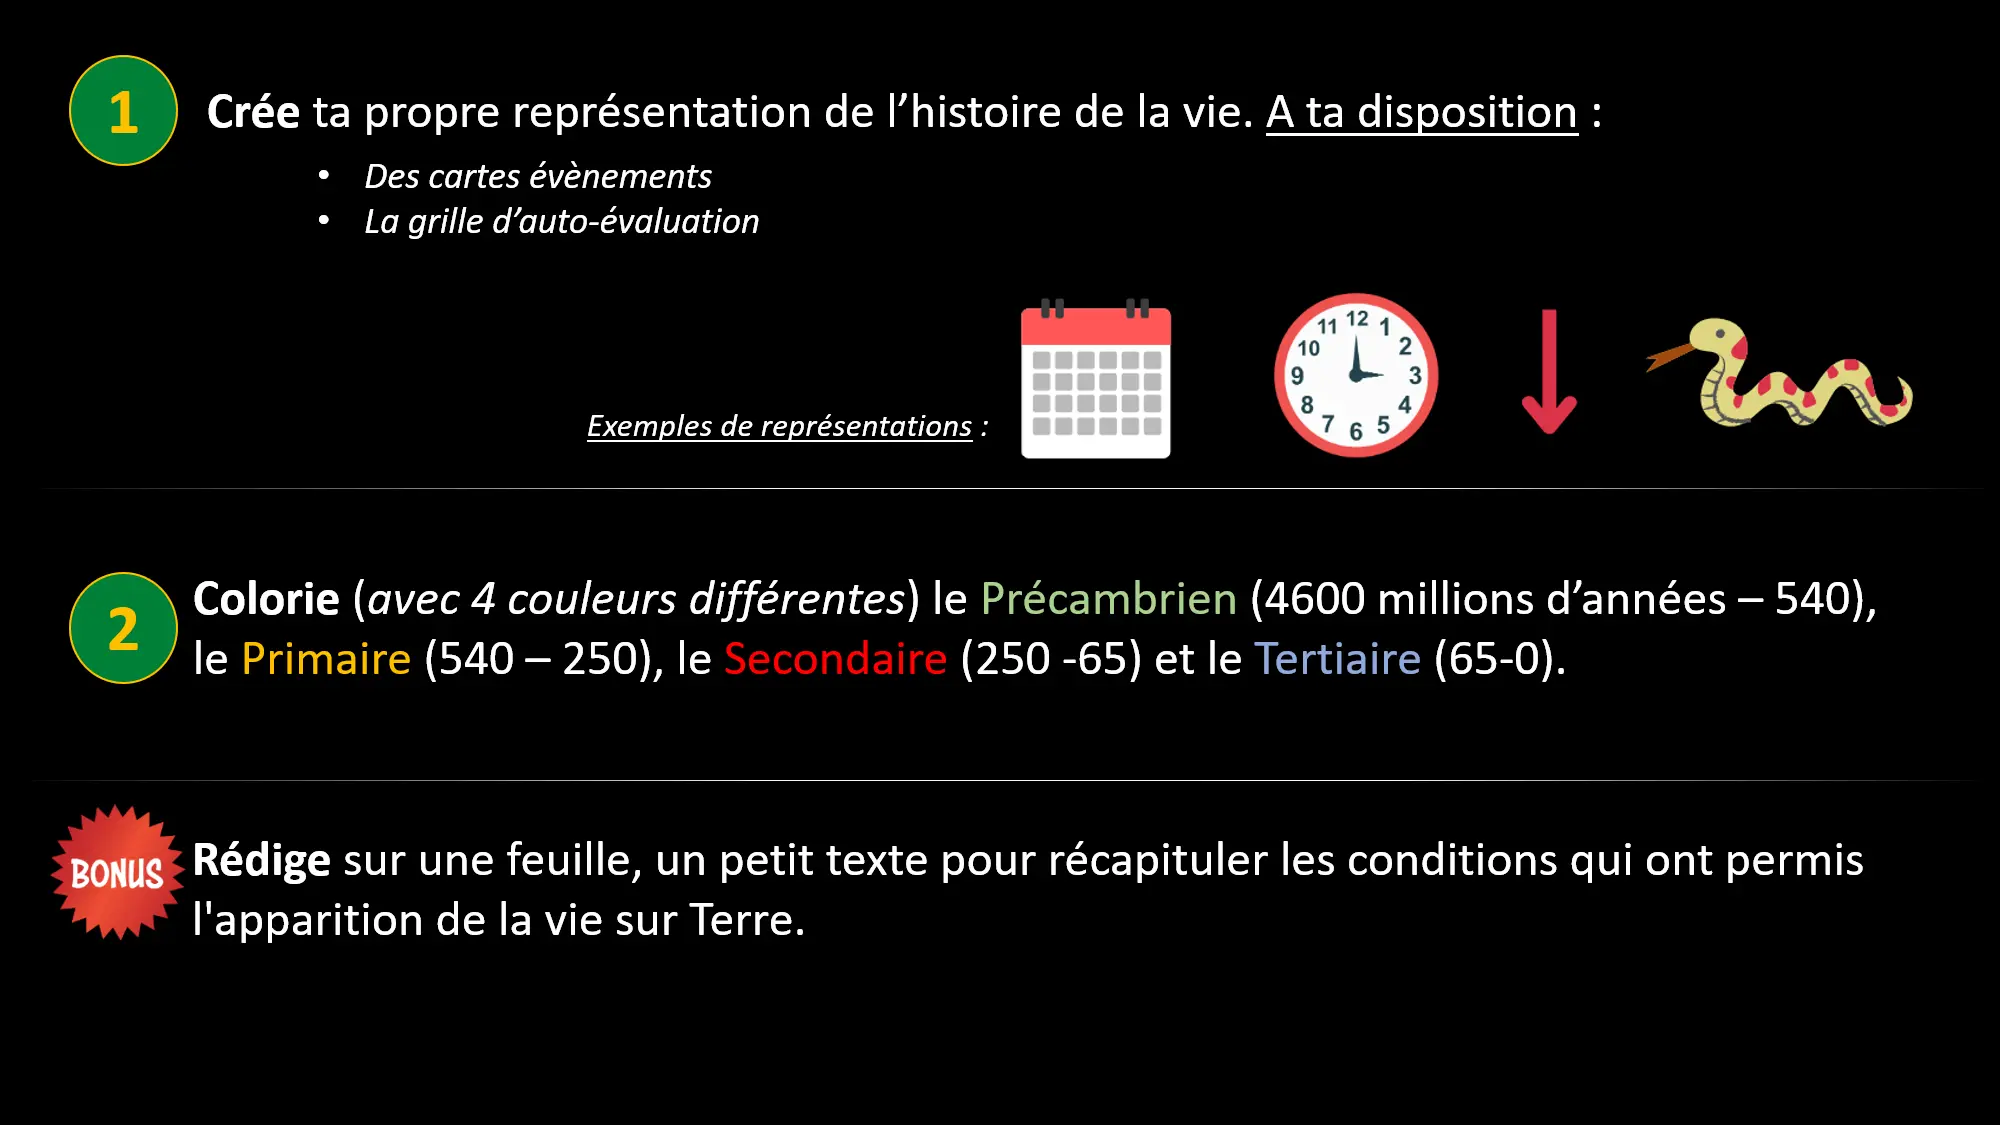 1
Crée ta propre représentation de l’histoire de la vie. A ta disposition :
• Des cartes évènements
• La grille d’auto-évaluation
Exemples de représentations :
12
11 1
10 2
9 3
8 4
7 5
6
2
Colorie (avec 4 couleurs différentes) le Précambrien (4600 millions d’années – 540),
le Primaire (540 – 250), le Secondaire (250 -65) et le Tertiaire (65-0).
BONUS
Rédige sur une feuille, un petit texte pour récapituler les conditions qui ont permis
l'apparition de la vie sur Terre.